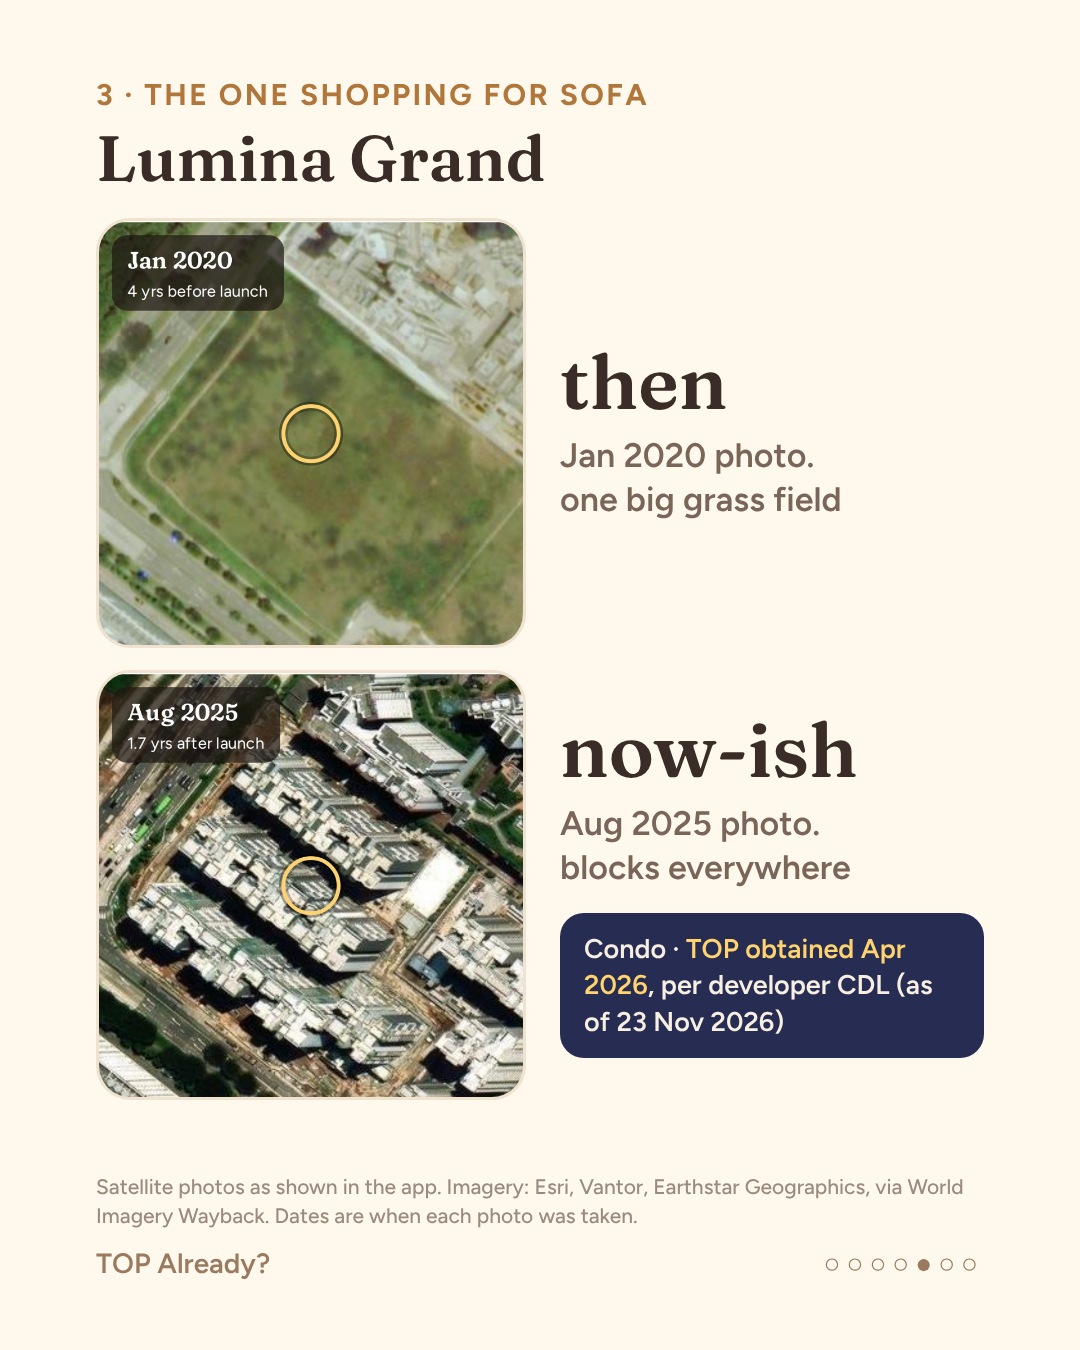 3 · THE ONE SHOPPING FOR SOFA
Lumina Grand
Jan 2020
4 yrs before launch
then
Jan 2020 photo.
one big grass field
Aug 2025
1.7 yrs after launch
now-ish
Aug 2025 photo.
blocks everywhere
Condo · TOP obtained Apr
2026, per developer CDL (as
of 23 Nov 2026)
Satellite photos as shown in the app. Imagery: Esri, Vantor, Earthstar Geographics, via World
Imagery Wayback. Dates are when each photo was taken.
TOP Already?